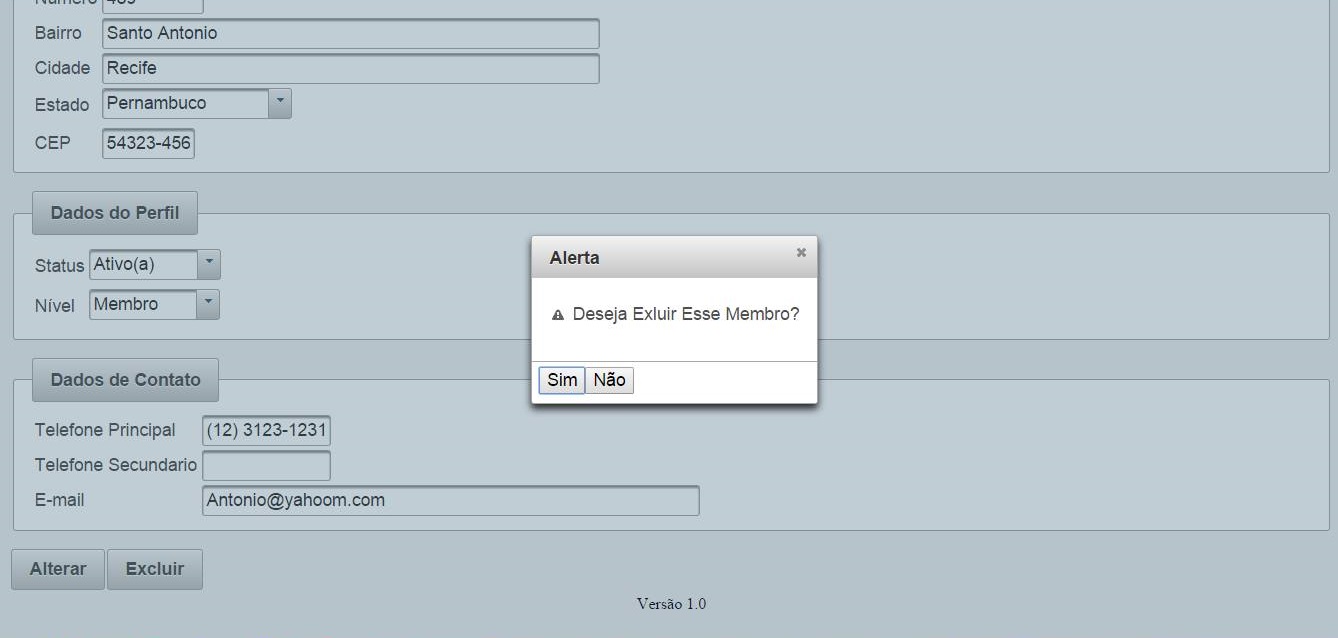 Bairro Santo Antonio
Cidade Recife
Estado Pernambuco
CEP 54323-456
Dados do Perfil
Status Ativo(a)
Nível Membro
Alerta
Deseja Exluir Esse Membro?
Sim Não
Dados de Contato
Telefone Principal (12) 3123-1231
Telefone Secundario
E-mail Antonio@yahoom.com
Alterar Excluir
Versão 1.0